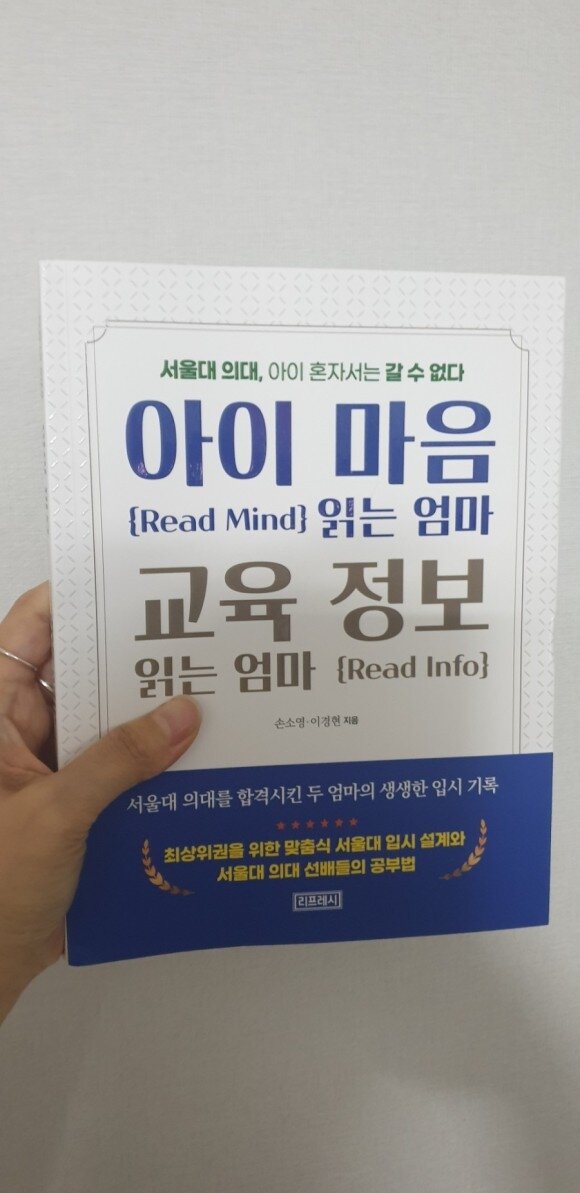 서울대 의대, 아이 혼자서는 갈 수 없다
아이 마음
{Read Mind} 읽는 엄마
교육 정보
읽는 엄마 {Read Info}
손소영·이경현 지음
서울대 의대를 합격시킨 두 엄마의 생생한 입시 기록
★★★★★★
최상위권을 위한 맞춤식 서울대 입시 설계와
서울대 의대 선배들의 공부법
리프레시